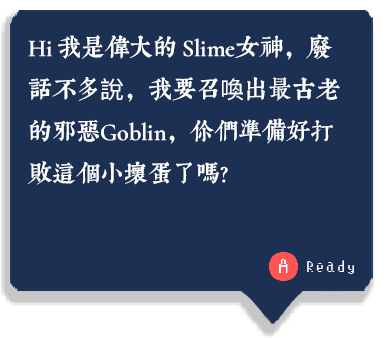 Hi 我是偉大的 Slime女神，廢
話不多說，我要召喚出最古老
的邪惡Goblin，你們準備好打
敗這個小壞蛋了嗎?
A Ready